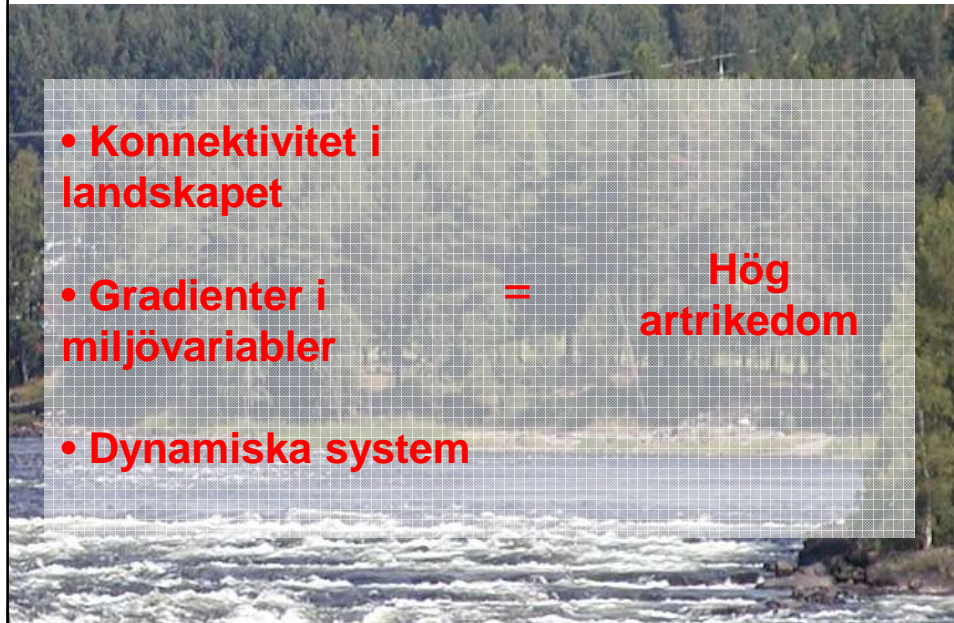 • Konnektivitet i
landskapet
• Gradienter i
miljövariabler
• Dynamiska system
=
Hög
artrikedom